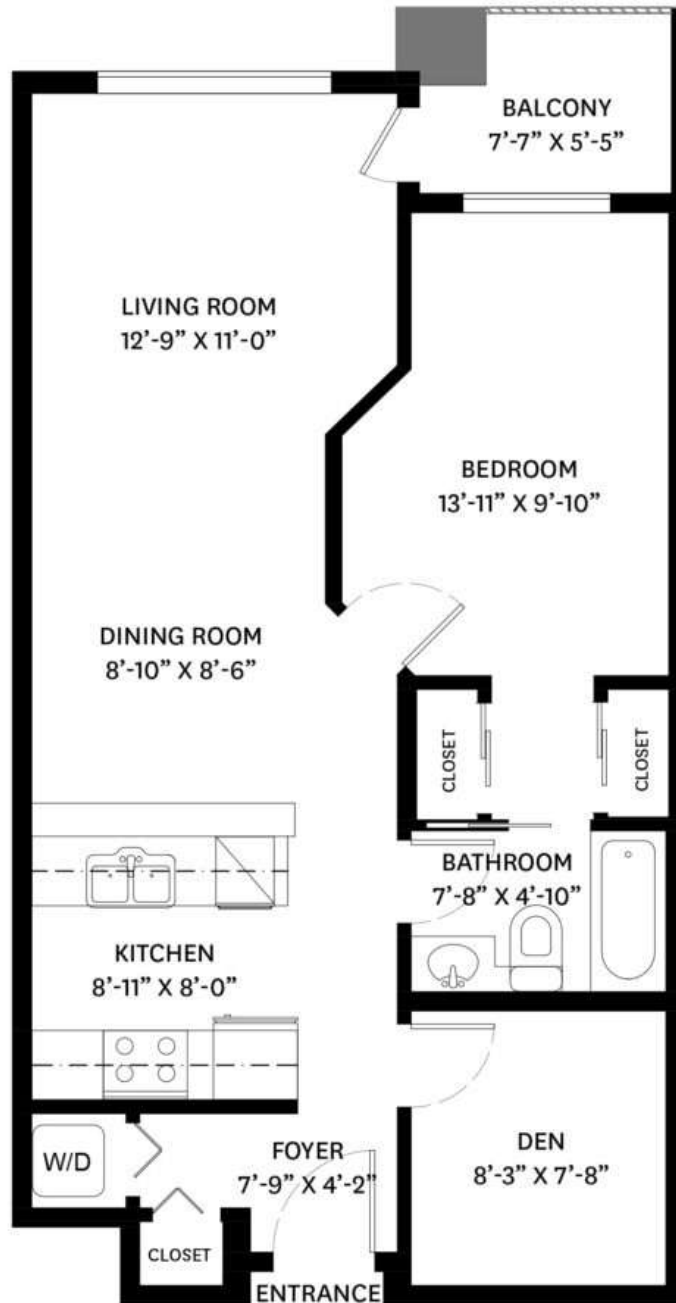 BALCONY
7’-7” X 5’-5”
LIVING ROOM
12’-9” X 11’-0”
BEDROOM
13’-11” X 9’-10”
DINING ROOM
8’-10” X 8’-6”
CLOSET
CLOSET
BATHROOM
7’-8” X 4’-10”
KITCHEN
8’-11” X 8’-0”
W/D
FOYER
7’-9” X 4’-2”
DEN
8’-3” X 7’-8”
CLOSET
ENTRANCE